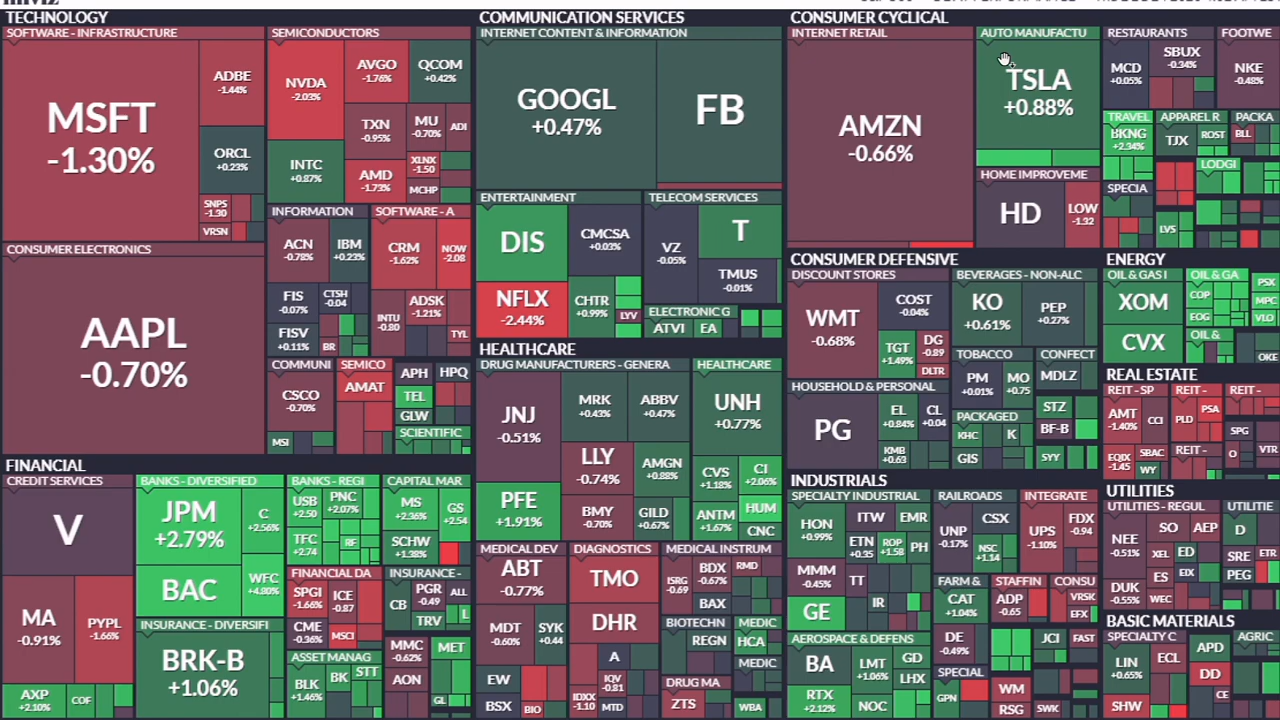 TECHNOLOGY
SOFTWARE - INFRASTRUCTURE
MSFT
-1.30%
ADBE
-1.44%
ORCL
+0.23%
SNPS
-1.30
VRSN
SEMICONDUCTORS
NVDA
-2.03%
AVGO
-1.76%
QCOM
+0.42%
TXN
-0.95%
MU
-0.70%
ADI
INTC
+0.87%
AMD
-1.73%
XLNX
-1.50
MCHP
CONSUMER ELECTRONICS
AAPL
-0.70%
INFORMATION
ACN
-0.78%
IBM
+0.23%
FIS
-0.07%
CTSH
-0.04
FISV
+0.11%
BR
SOFTWARE - A
CRM
-1.62%
NOW
-2.08
INTU
-0.80
ADSK
-1.21%
TYL
COMMUNI
CSCO
-0.70%
MSI
SEMICO
AMAT
APH
HPQ
TEL
GLW
SCIENTIFIC
COMMUNICATION SERVICES
INTERNET CONTENT & INFORMATION
GOOGL
+0.47%
FB
ENTERTAINMENT
DIS
CMCSA
+0.03%
NFLX
-2.44%
CHTR
+0.99%
LYV
TELECOM SERVICES
VZ
-0.05%
T
TMUS
-0.01%
ELECTRONIC G
ATVI
EA
CONSUMER CYCLICAL
INTERNET RETAIL
AMZN
-0.66%
AUTO MANUFACTU
TSLA
+0.88%
HOME IMPROVEME
HD
LOW
-1.32
RESTAURANTS
MCD
+0.05%
SBUX
-0.34%
FOOTWE
NKE
-0.48%
TRAVEL
BKNG
+2.34%
APPAREL R
TJX
ROST
PACKA
BLL
SPECIA
LODGI
LVS
HEALTHCARE
DRUG MANUFACTURERS - GENERA
JNJ
-0.51%
MRK
+0.43%
ABBV
+0.47%
LLY
-0.74%
AMGN
+0.88%
PFE
+1.91%
BMY
-0.70%
GILD
+0.67%
HEALTHCARE
UNH
+0.77%
CVS
+1.18%
CI
+2.06%
ANTM
+1.67%
HUM
CNC
MEDICAL DEV
ABT
-0.77%
MDT
-0.60%
SYK
+0.44
EW
BSX
BIO
DIAGNOSTICS
TMO
DHR
A
IQV
-0.81
IDXX
-1.10
MTD
MEDICAL INSTRUM
ISRG
-0.69
BDX
-0.67%
RMD
BAX
BIOTECHN
REGN
MEDIC
HCA
DRUG MA
ZTS
MEDIC
WBA
CONSUMER DEFENSIVE
DISCOUNT STORES
WMT
-0.68%
COST
-0.04%
TGT
+1.49%
DG
-0.89
DLTR
BEVERAGES - NON-ALC
KO
+0.61%
PEP
+0.27%
HOUSEHOLD & PERSONAL
PG
EL
+0.84%
CL
+0.04
KMB
+0.63
TOBACCO
PM
+0.01%
MO
+0.75
CONFECT
MDLZ
PACKAGED
KHC
K
GIS
STZ
BF-B
SYY
ENERGY
OIL & GAS I
XOM
CVX
OIL & GA
COP
EOG
PSX
MPC
VLO
OIL &
OKE
REAL ESTATE
REIT - SP
AMT
-1.40%
CCI
EQIX
-1.45
SBAC
WY
REIT -
PLD
PSA
REIT -
REIT -
SPG
O
VTR
FINANCIAL
CREDIT SERVICES
V
MA
-0.91%
PYPL
-1.66%
AXP
+2.10%
COF
BANKS - DIVERSIFIED
JPM
+2.79%
C
+2.56%
BAC
WFC
+4.80%
BANKS - REGI
USB
+2.50
PNC
+2.07%
TFC
+2.74
RF
CAPITAL MAR
MS
+2.36%
GS
+2.54
SCHW
+1.38%
INSURANCE - DIVERSIFI
BRK-B
+1.06%
FINANCIAL DA
SPGI
-1.66%
ICE
-0.87
CME
-0.36%
MSCI
INSURANCE -
CB
PGR
-0.49
ALL
TRV
L
ASSET MANAG
BLK
+1.46%
BK
STT
MMC
-0.62%
MET
AON
GL
INDUSTRIALS
SPECIALTY INDUSTRIAL
HON
+0.99%
ITW
EMR
ETN
+0.35
ROP
+1.58
PH
MMM
-0.45%
TT
GE
IR
RAILROADS
UNP
-0.17%
CSX
NSC
+1.14
INTEGRATE
UPS
-1.10%
FDX
-0.94
FARM &
CAT
+1.04%
DE
-0.49%
STAFFIN
ADP
-0.65
CONSU
VRSK
EFX
AEROSPACE & DEFENS
BA
LMT
+1.06%
GD
LHX
RTX
+2.12%
NOC
SPECIAL
GPN
JCI
FAST
WM
RSG
SWK
UTILITIES
UTILITIES - REGUL
NEE
-0.51%
SO
AEP
XEL
ED
DUK
-0.55%
ES
EIX
WEC
UTILITIE
D
SRE
ETR
PEG
BASIC MATERIALS
SPECIALTY C
LIN
+0.65%
ECL
APD
DD
CE
SHW
AGRIC